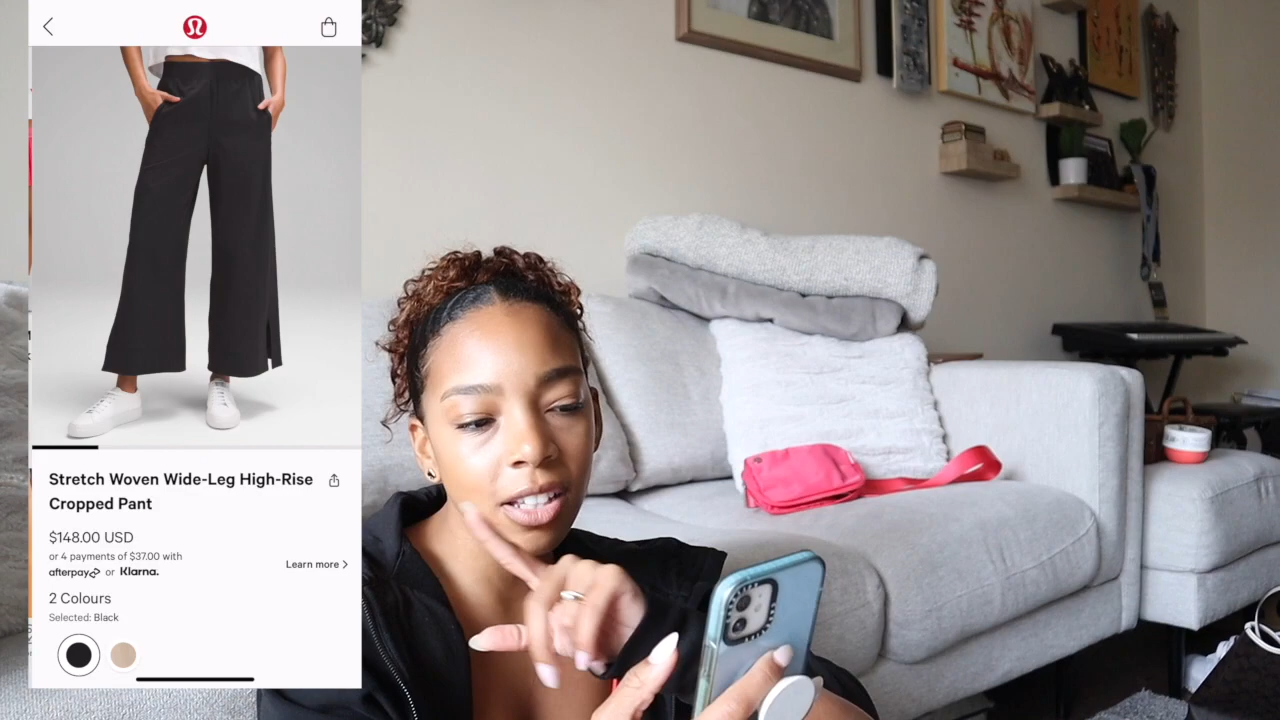 Stretch Woven Wide-Leg High-Rise
Cropped Pant
$148.00 USD
or 4 payments of $37.00 with
afterpay or Klarna.
Learn more
2 Colours
Selected: Black